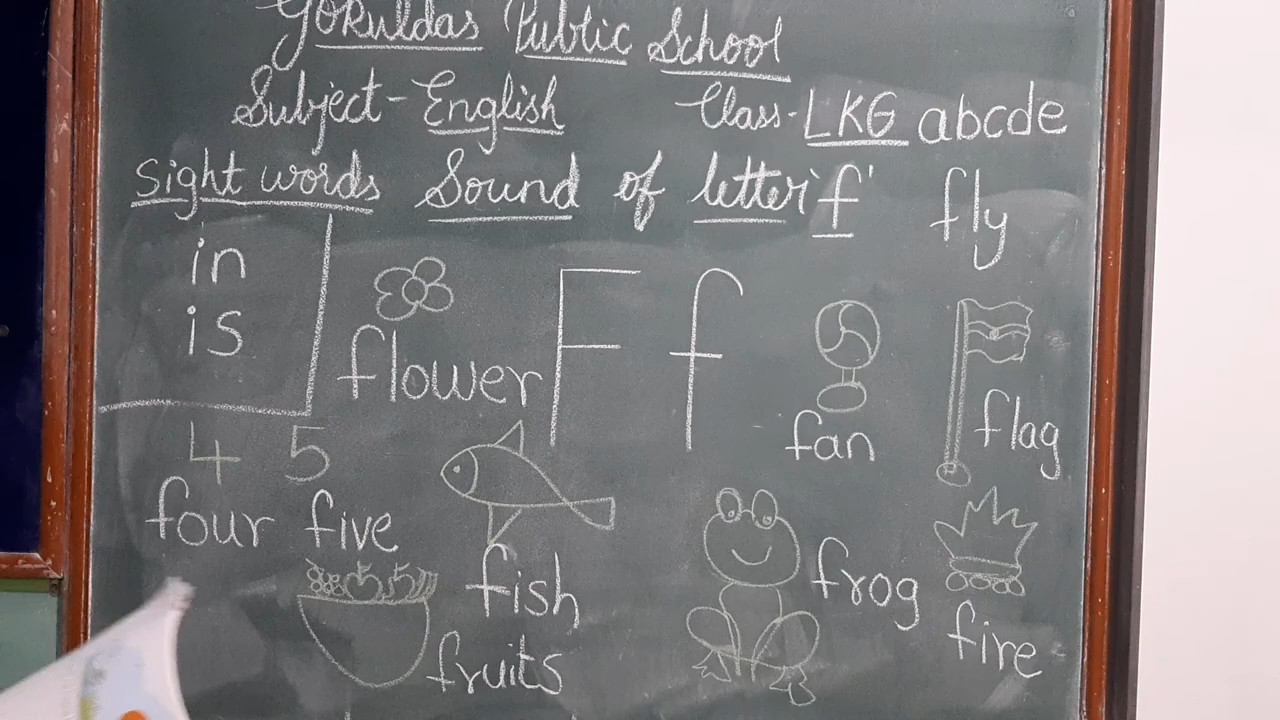 Gokuldas Public School
Subject- English Class- LKG abcde
Sight words Sound of letter 'f' fly
in
is
flower F f
fan
flag
4 5
four five
fish
frog
fruits
fire